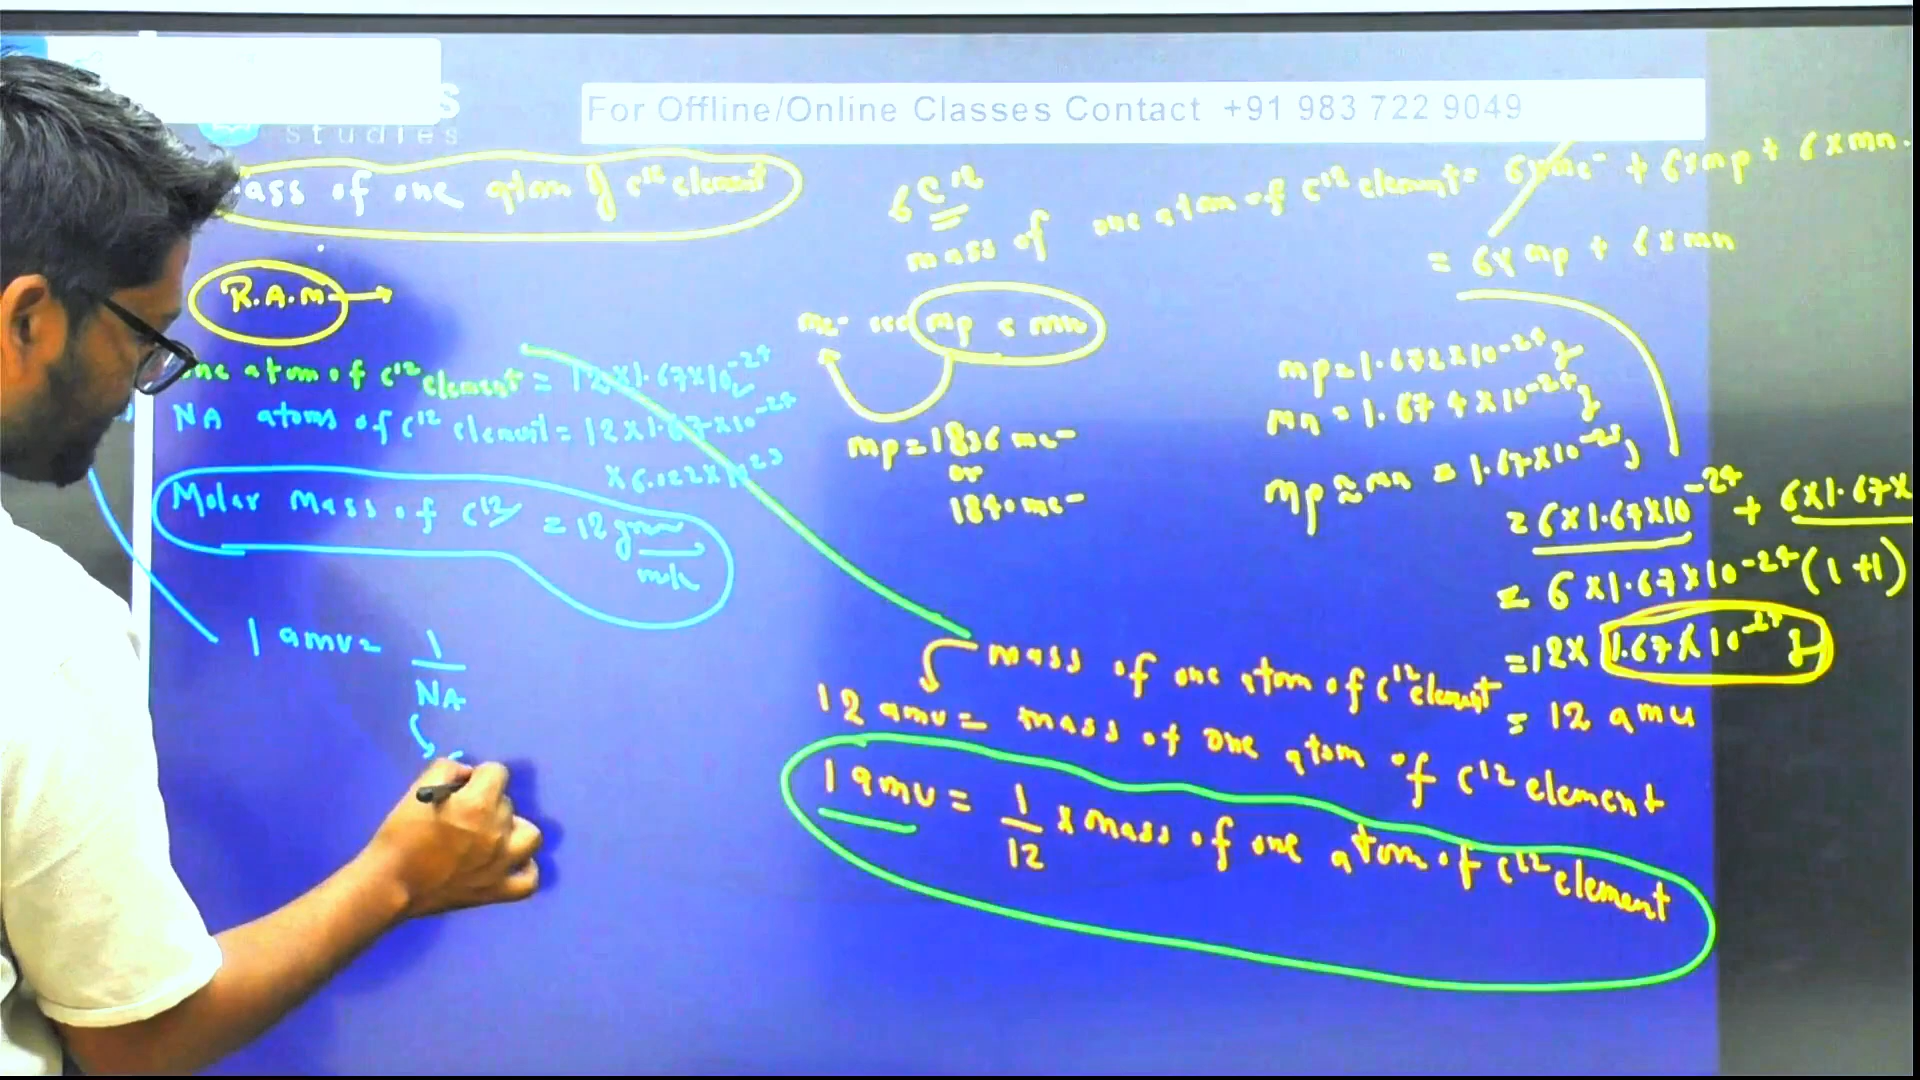 For Offline/Online Classes Contact +91 983 722 9049
studies
ass of one atom of C¹² element
R.A.M →
one atom of C¹² element = 12×1.67×10⁻²⁴
NA atoms of C¹² element = 12×1.67×10⁻²⁴
×6.022×10²³
Molar Mass of C¹² = 12 gram
mole
1 amu = 1/NA
6C¹²
mass of one atom of C¹² element = 6×me⁻ + 6×mp + 6×mn.
= 6×mp + 6×mn
me⁻ <<< mp < mn
mp = 1836 me⁻
or
1840 me⁻
mp = 1.672×10⁻²⁴g
mn = 1.674×10⁻²⁴g
mp ≈ mn = 1.67×10⁻²⁴g
= 6×1.67×10⁻²⁴ + 6×1.67×
= 6×1.67×10⁻²⁴(1+1)
= 12× 1.67×10⁻²⁴g
mass of one atom of C¹² element = 12 amu
12 amu = mass of one atom of C¹² element
1 amu = 1/12 × mass of one atom of C¹² element